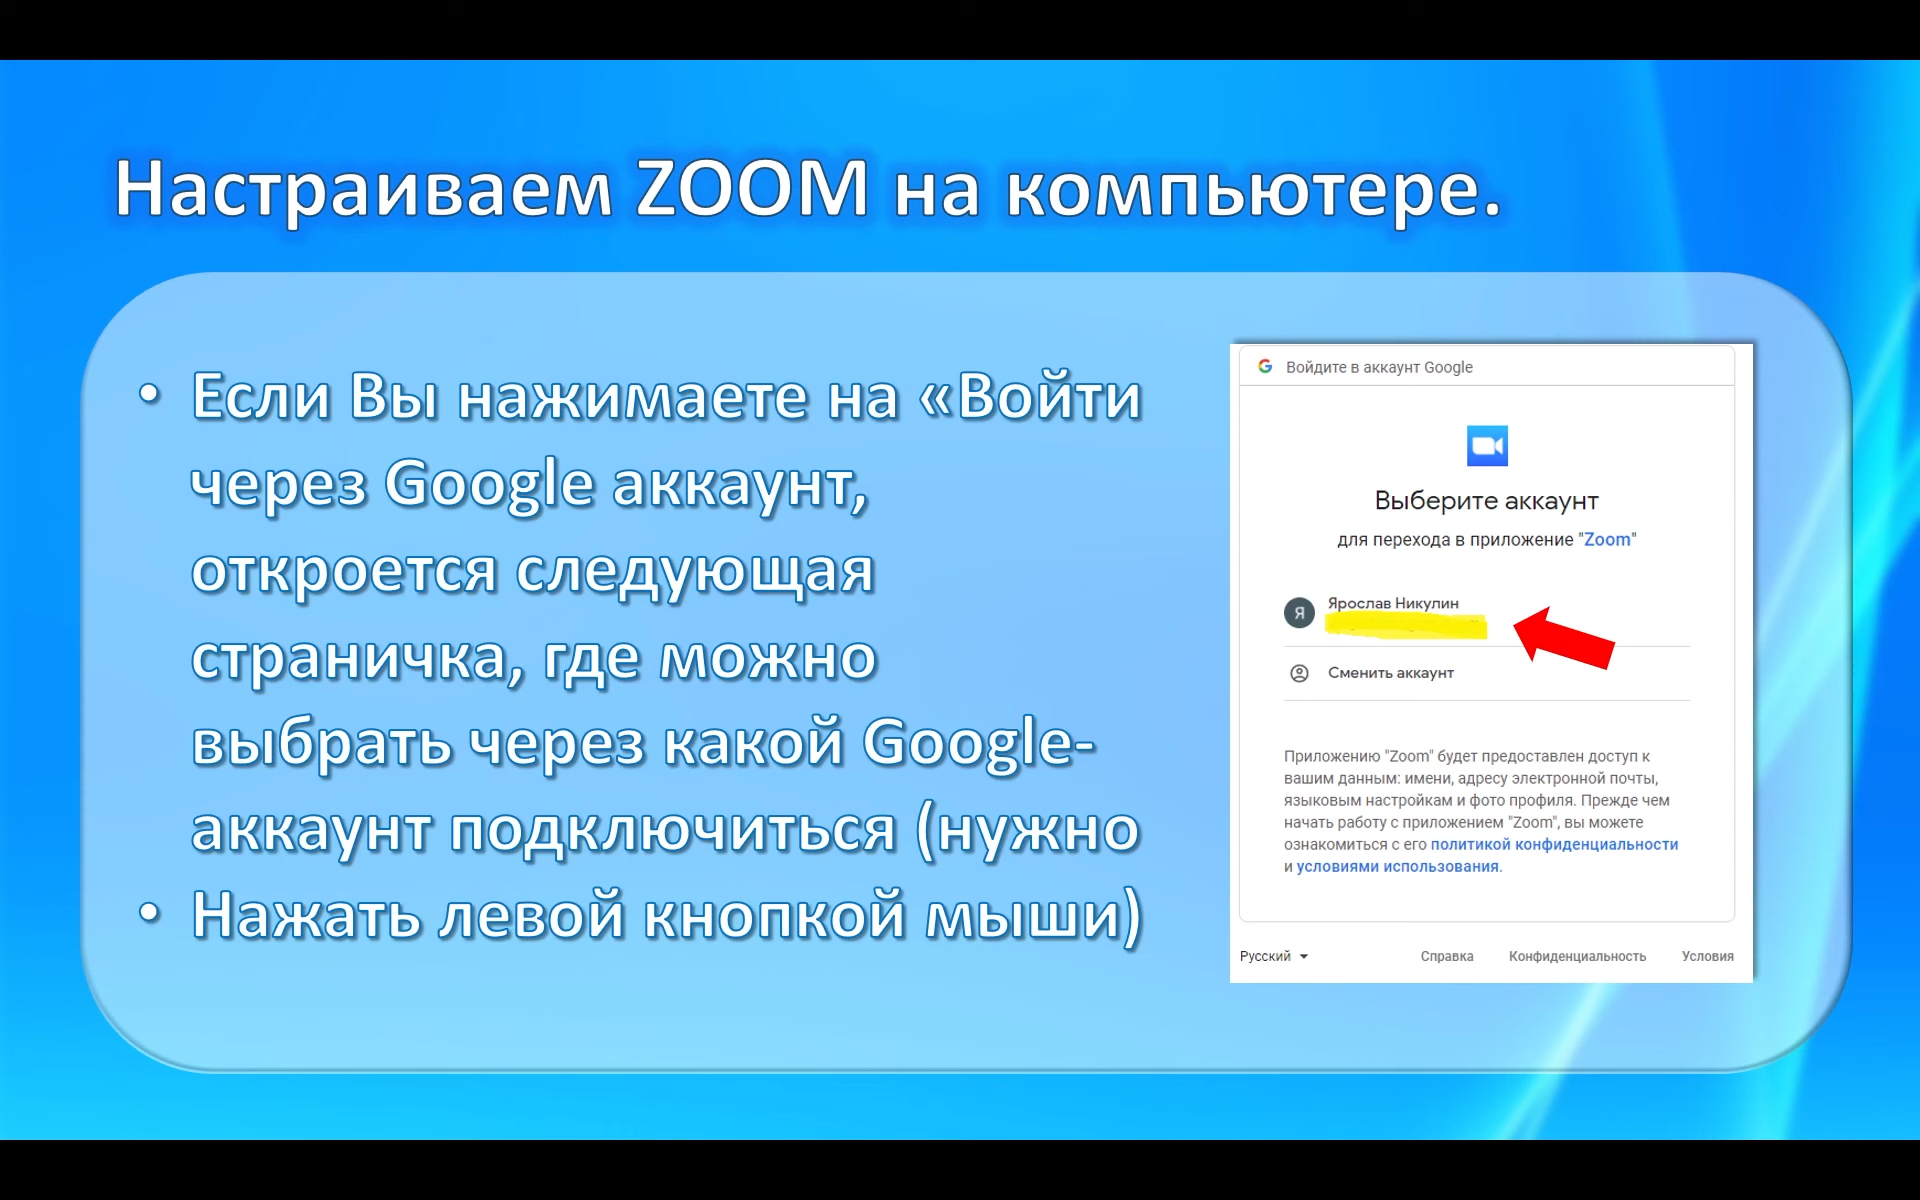 Настраиваем ZOOM на компьютере.
• Если Вы нажимаете на «Войти
через Google аккаунт,
откроется следующая
страничка, где можно
выбрать через какой Google-
аккаунт подключиться (нужно
• Нажать левой кнопкой мыши)
G Войдите в аккаунт Google
Выберите аккаунт
для перехода в приложение "Zoom"
Я Ярослав Никулин
Сменить аккаунт
Приложению "Zoom" будет предоставлен доступ к
вашим данным: имени, адресу электронной почты,
языковым настройкам и фото профиля. Прежде чем
начать работу с приложением "Zoom", вы можете
ознакомиться с его политикой конфиденциальности
и условиями использования.
Русский Справка Конфиденциальность Условия